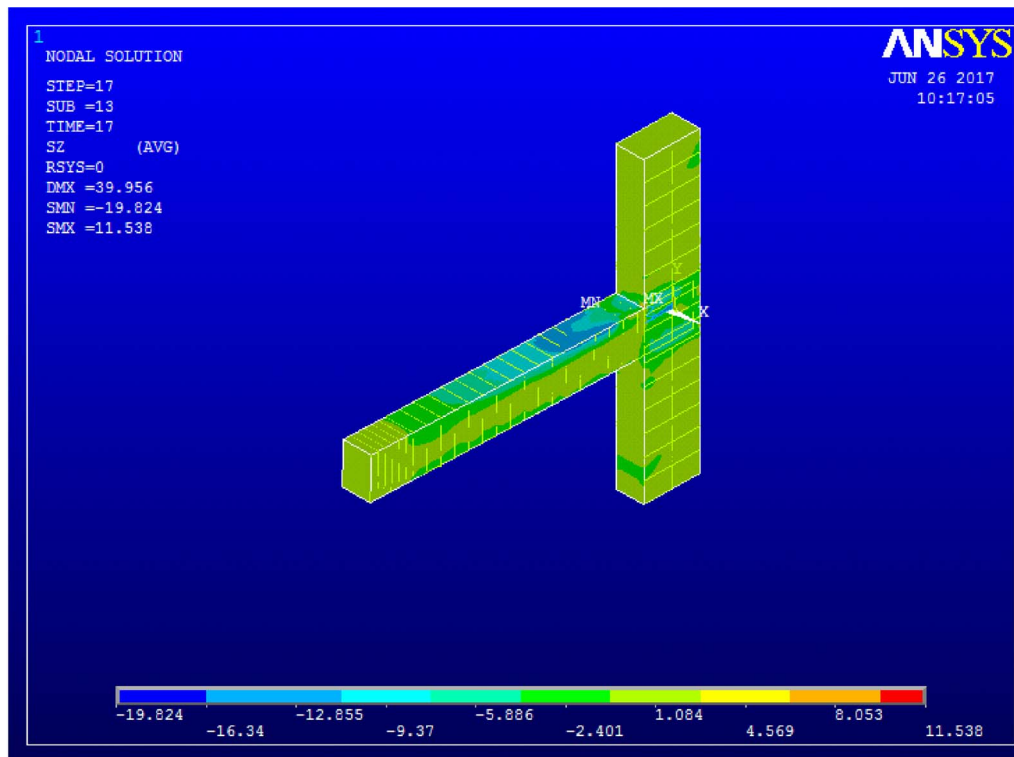 1
NODAL SOLUTION
STEP=17
SUB =13
TIME=17
SZ (AVG)
RSYS=0
DMX =39.956
SMN =-19.824
SMX =11.538
ANSYS
JUN 26 2017
10:17:05
Y
MN MX X
-19.824 -12.855 -5.886 1.084 8.053
-16.34 -9.37 -2.401 4.569 11.538